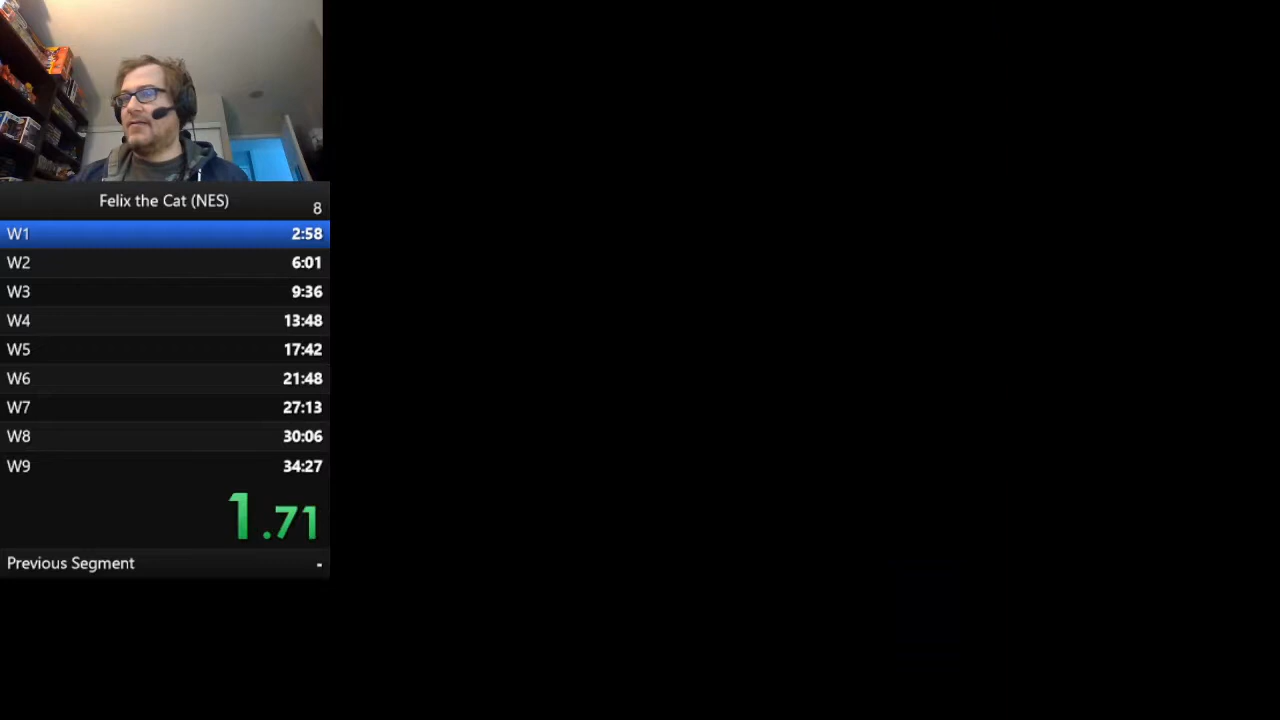 Felix the Cat (NES)
8
W1 2:58
W2 6:01
W3 9:36
W4 13:48
W5 17:42
W6 21:48
W7 27:13
W8 30:06
W9 34:27
1.71
Previous Segment -